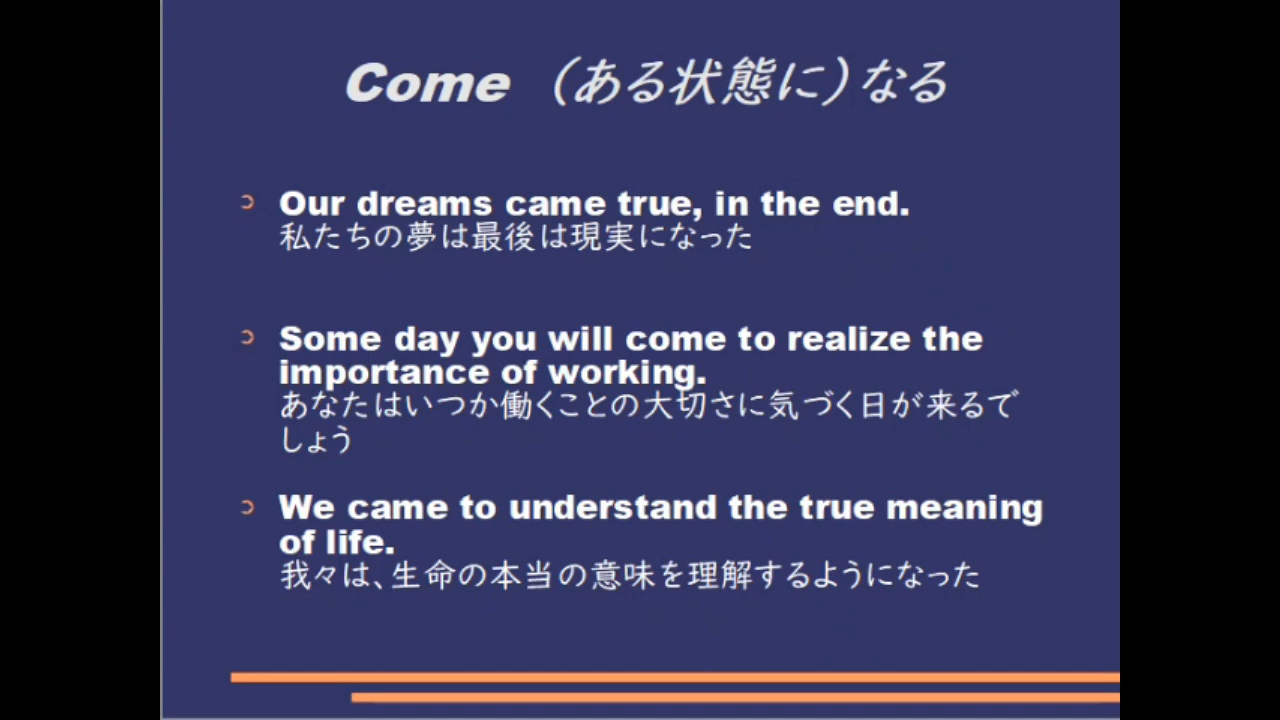 Come （ある状態に）なる
Our dreams came true, in the end.
私たちの夢は最後は現実になった
Some day you will come to realize the
importance of working.
あなたはいつか働くことの大切さに気づく日が来るで
しょう
We came to understand the true meaning
of life.
我々は、生命の本当の意味を理解するようになった